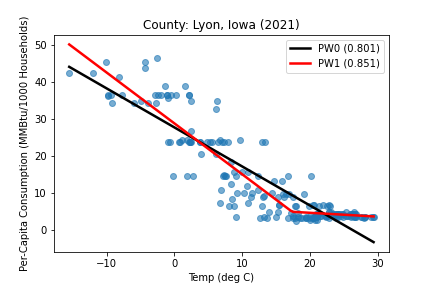 County: Lyon, Iowa (2021)
PW0 (0.801)
PW1 (0.851)
Per-Capita Consumption (MMBtu/1000 Households)
50
40
30
20
10
0
−10
0
10
20
30
Temp (deg C)